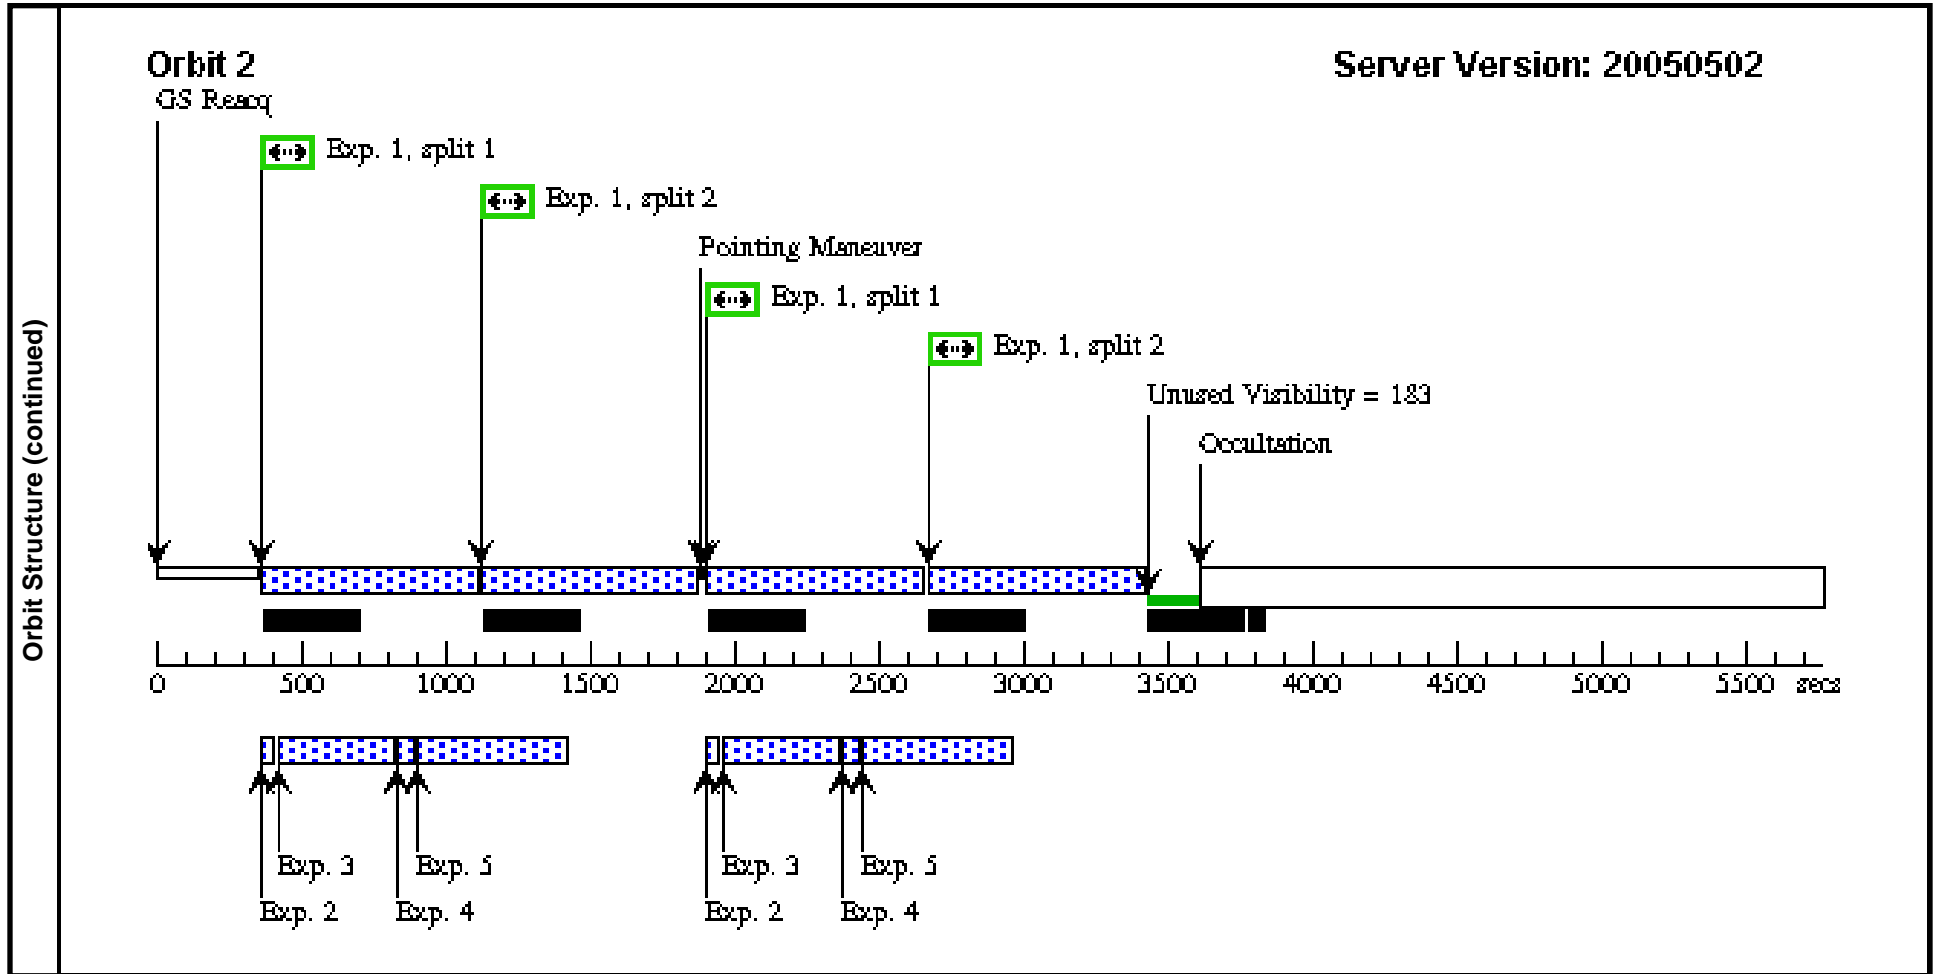 Orbit Structure (continued)
Orbit 2
Server Version: 20050502
GS Reacq
Exp. 1, split 1
Exp. 1, split 2
Pointing Maneuver
Exp. 1, split 1
Exp. 1, split 2
Unused Visibility = 183
Occultation
0 500 1000 1500 2000 2500 3000 3500 4000 4500 5000 5500 secs
Exp. 3 Exp. 5 Exp. 3 Exp. 5
Exp. 2 Exp. 4 Exp. 2 Exp. 4